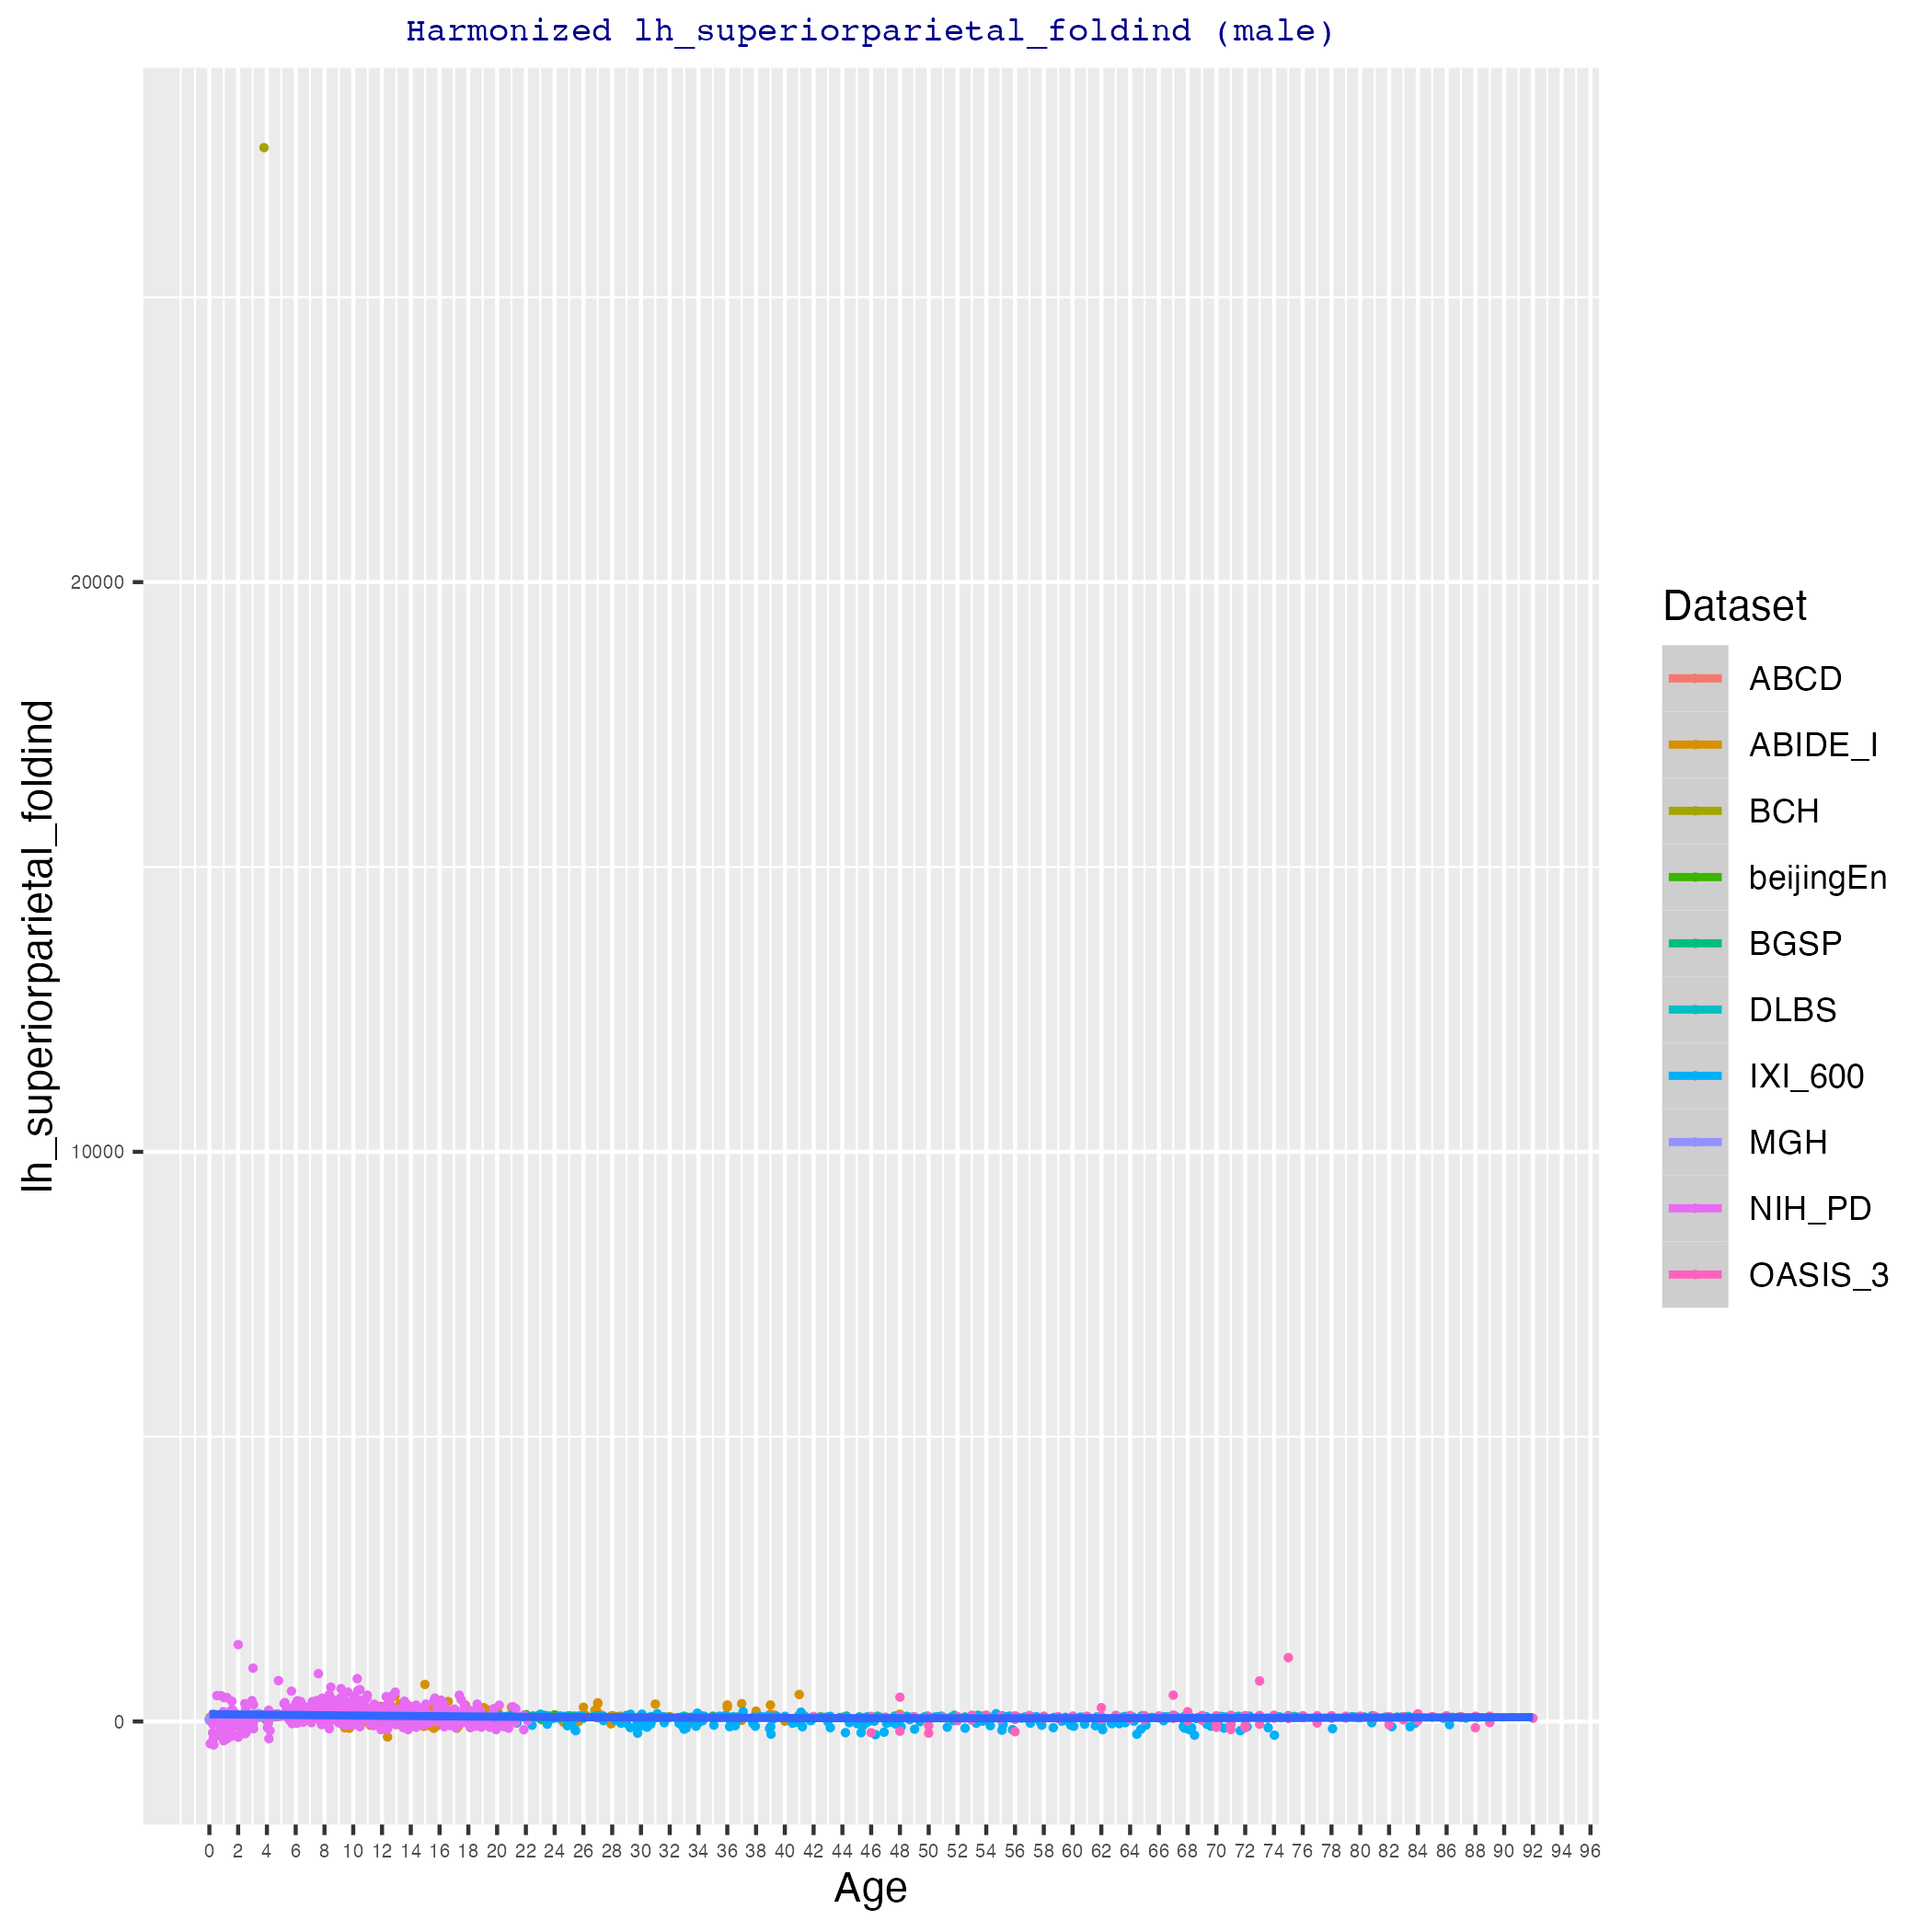 Harmonized lh_superiorparietal_foldind (male)
lh_superiorparietal_foldind
20000
10000
0
0 2 4 6 8 10 12 14 16 18 20 22 24 26 28 30 32 34 36 38 40 42 44 46 48 50 52 54 56 58 60 62 64 66 68 70 72 74 76 78 80 82 84 86 88 90 92 94 96
Age
Dataset
ABCD
ABIDE_I
BCH
beijingEn
BGSP
DLBS
IXI_600
MGH
NIH_PD
OASIS_3